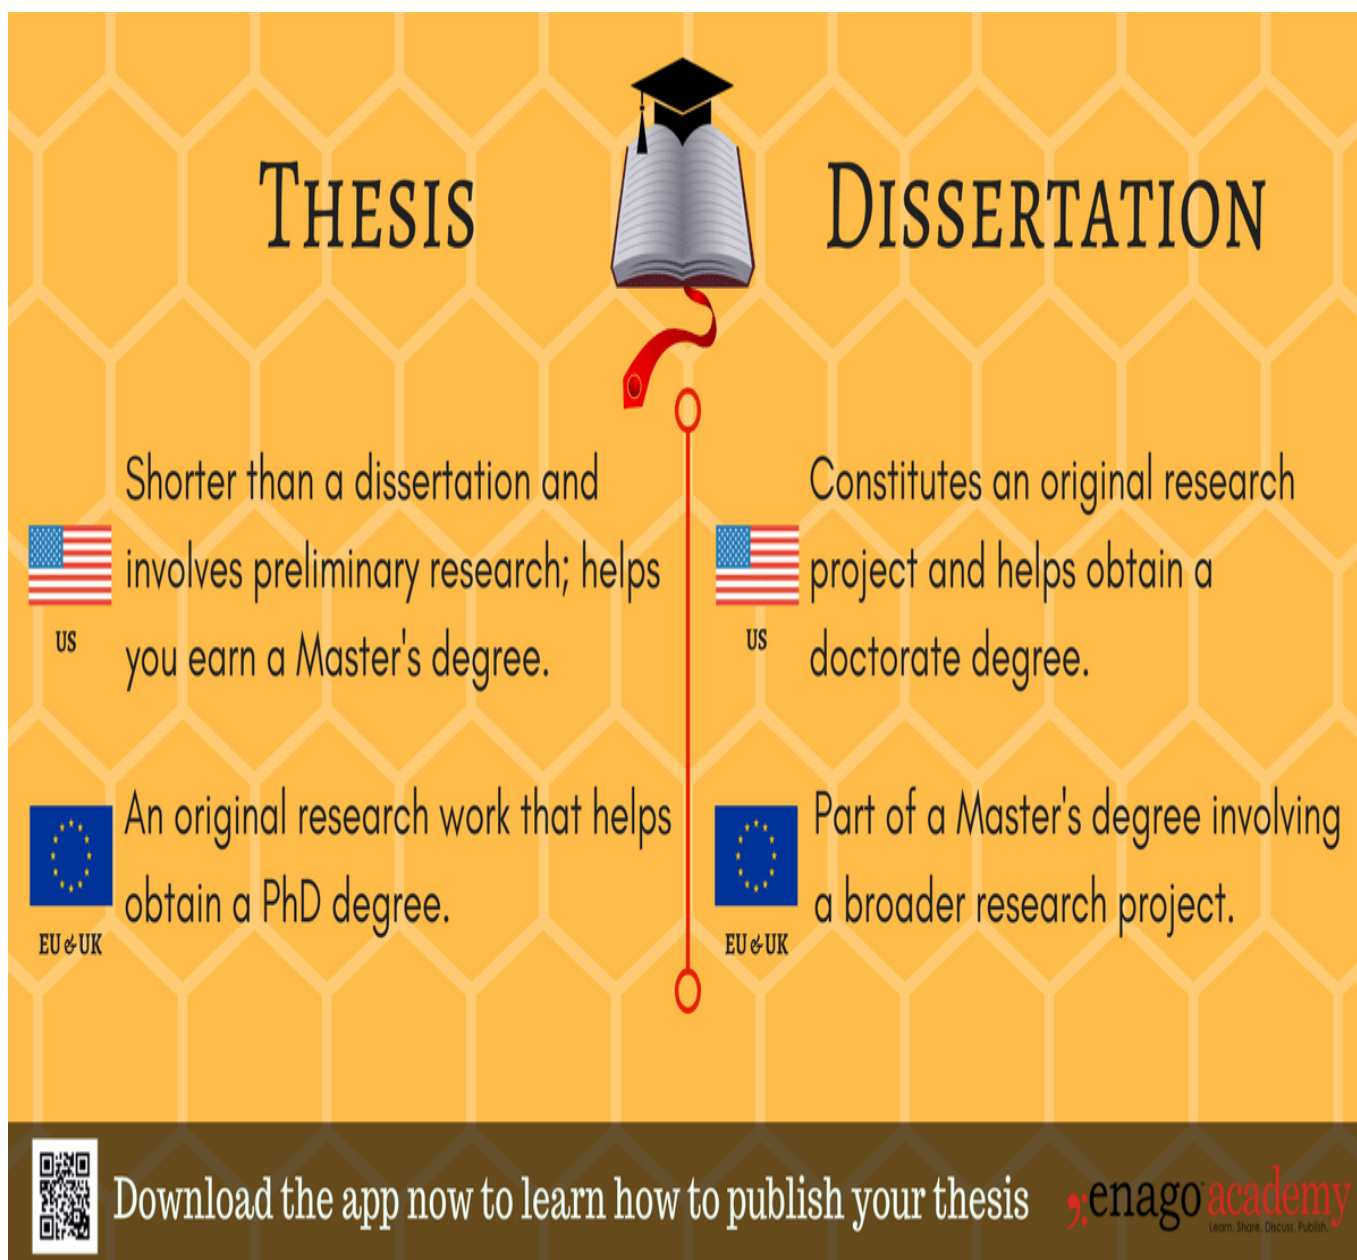 THESIS
DISSERTATION
Shorter than a dissertation and
involves preliminary research; helps
you earn a Master's degree.
US
Constitutes an original research
project and helps obtain a
doctorate degree.
US
An original research work that helps
obtain a PhD degree.
EU & UK
Part of a Master's degree involving
a broader research project.
EU & UK
Download the app now to learn how to publish your thesis
enago academy
Learn. Share. Discuss. Publish.